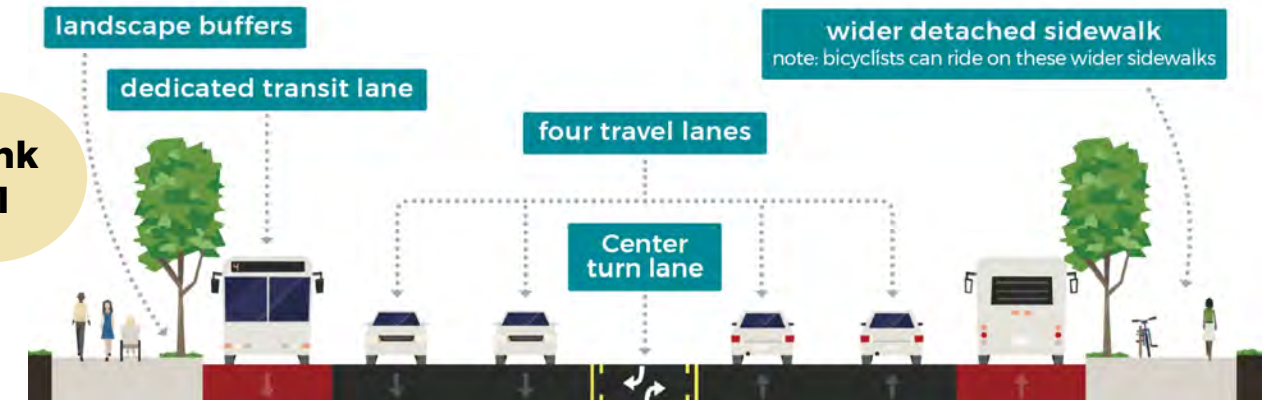 landscape buffers
dedicated transit lane
four travel lanes
Center
turn lane
wider detached sidewalk
note: bicyclists can ride on these wider sidewalks